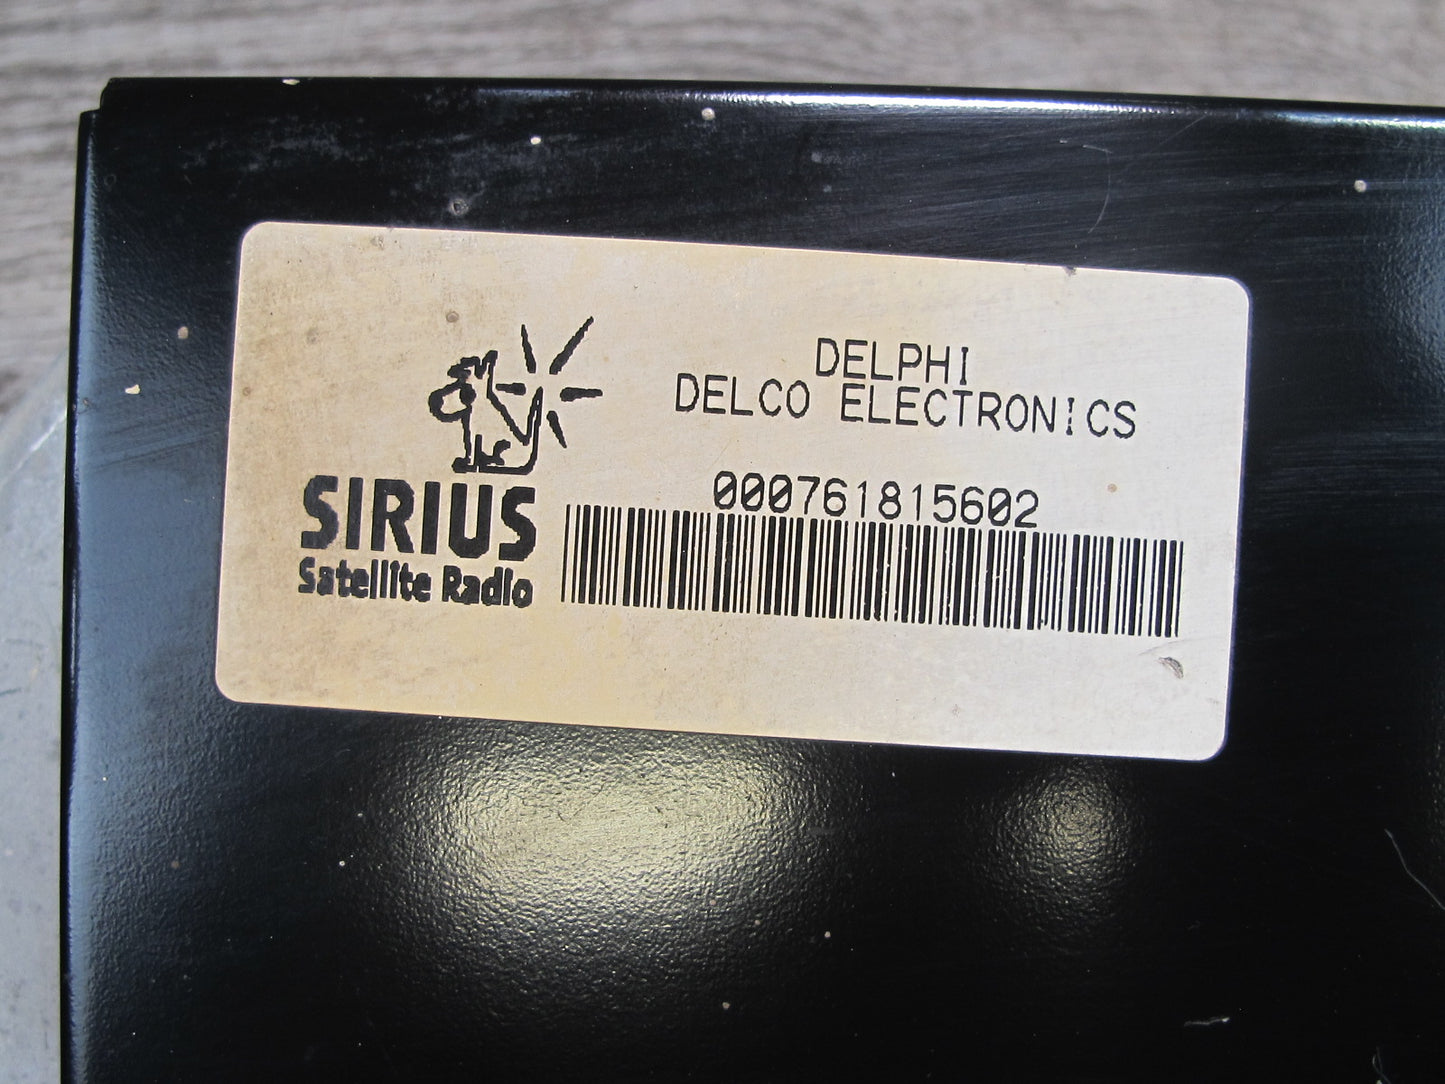 DELPHI
DELCO ELECTRONICS
000761815602
SIRIUS
Satellite Radio